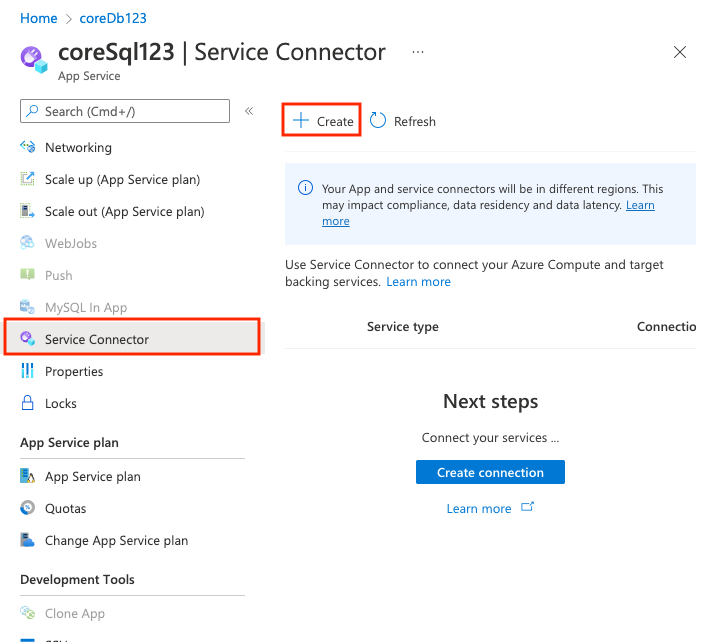 Home > coreDb123
coreSql123 | Service Connector ...
App Service
Search (Cmd+/)
«
Networking
Scale up (App Service plan)
Scale out (App Service plan)
WebJobs
Push
MySQL In App
Service Connector
Properties
Locks
App Service plan
App Service plan
Quotas
Change App Service plan
Development Tools
Clone App
Create
Refresh
Your App and service connectors will be in different regions. This
may impact compliance, data residency and data latency. Learn
more
Use Service Connector to connect your Azure Compute and target
backing services. Learn more
Service type
Connectio
Next steps
Connect your services ...
Create connection
Learn more